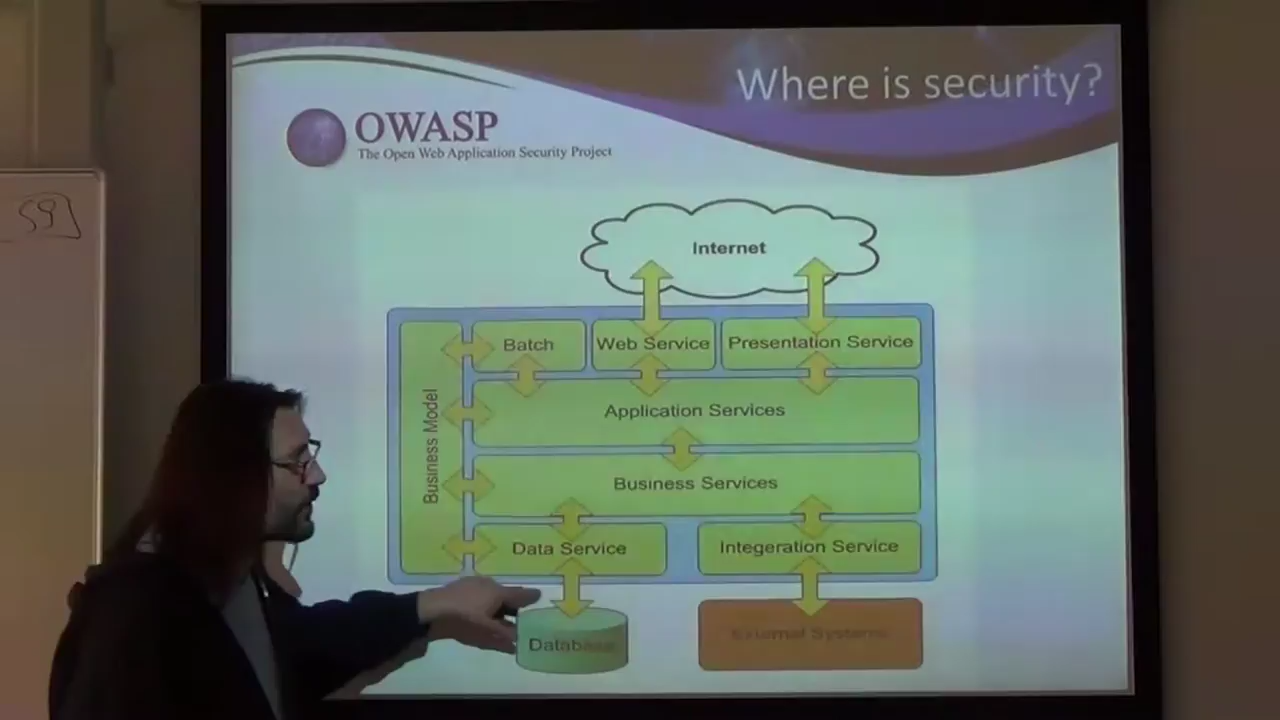 Where is security?
OWASP
The Open Web Application Security Project
59
Internet
Batch
Web Service
Presentation Service
Application Services
Business Model
Business Services
Data Service
Integeration Service
Database
External Systems